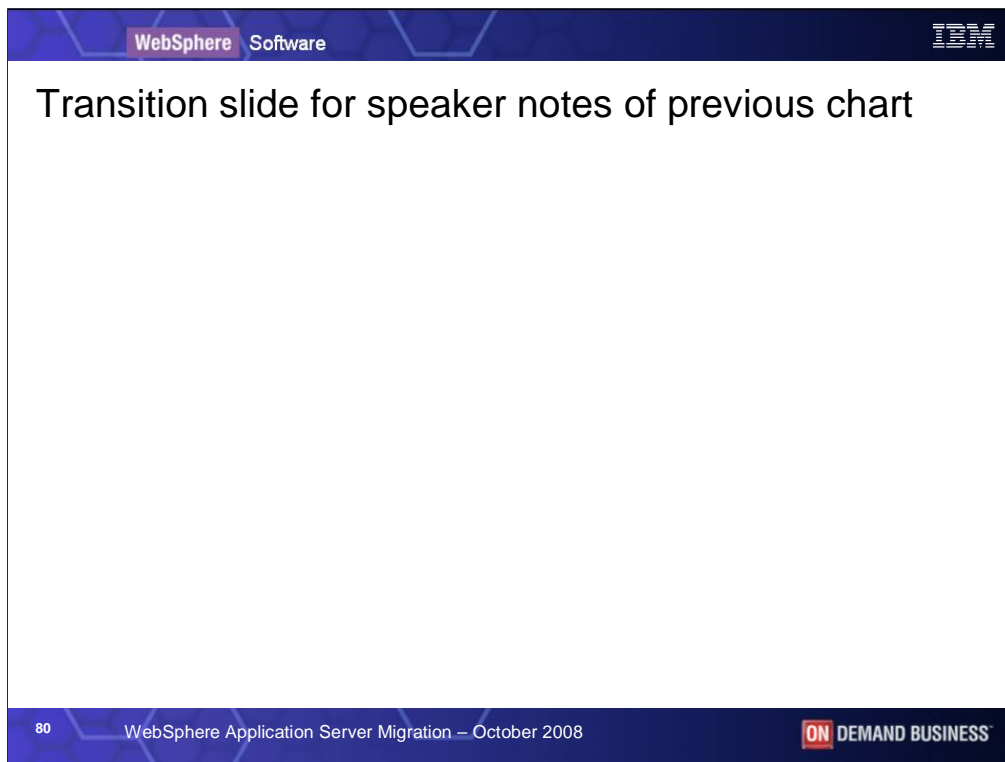 WebSphere Software
IBM
Transition slide for speaker notes of previous chart
80
WebSphere Application Server Migration – October 2008
ON DEMAND BUSINESS™